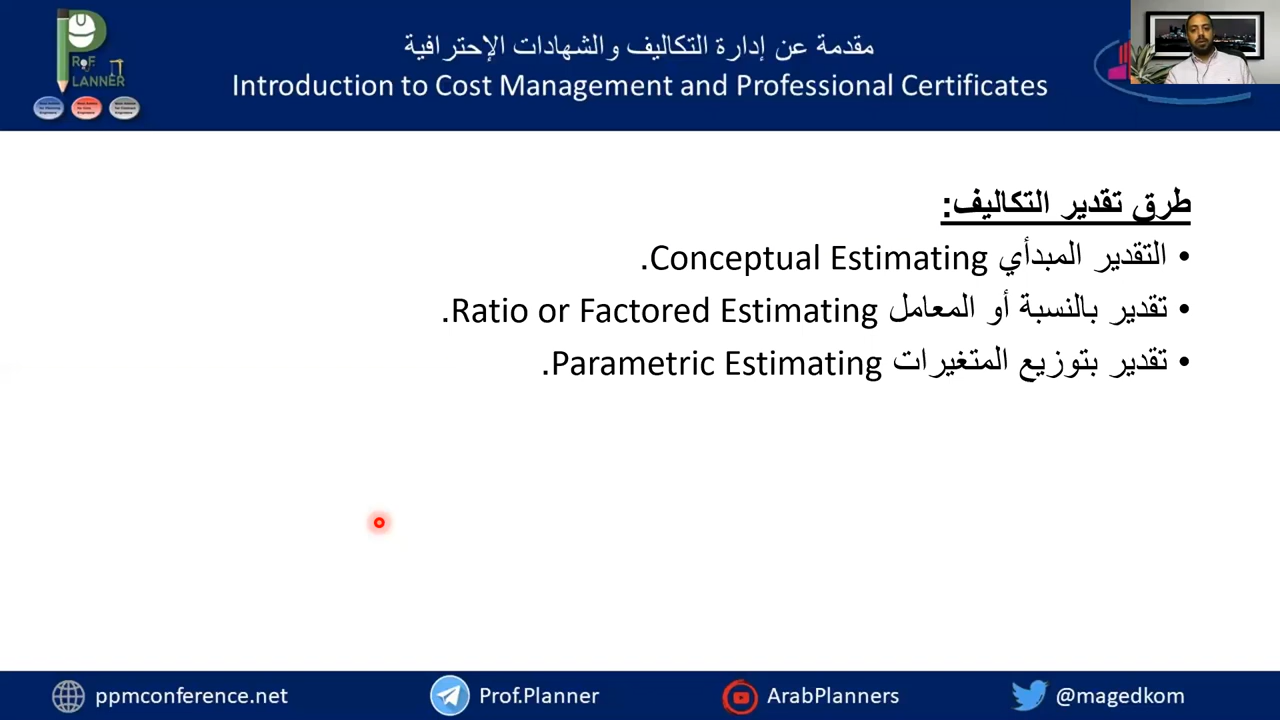 مقدمة عن إدارة التكاليف والشهادات الإحترافية
Introduction to Cost Management and Professional Certificates
PROF.
PLANNER
طرق تقدير التكاليف:
• التقدير المبدأي Conceptual Estimating.
• تقدير بالنسبة أو المعامل Ratio or Factored Estimating.
• تقدير بتوزيع المتغيرات Parametric Estimating.
ppmconference.net
Prof.Planner
ArabPlanners
@magedkom